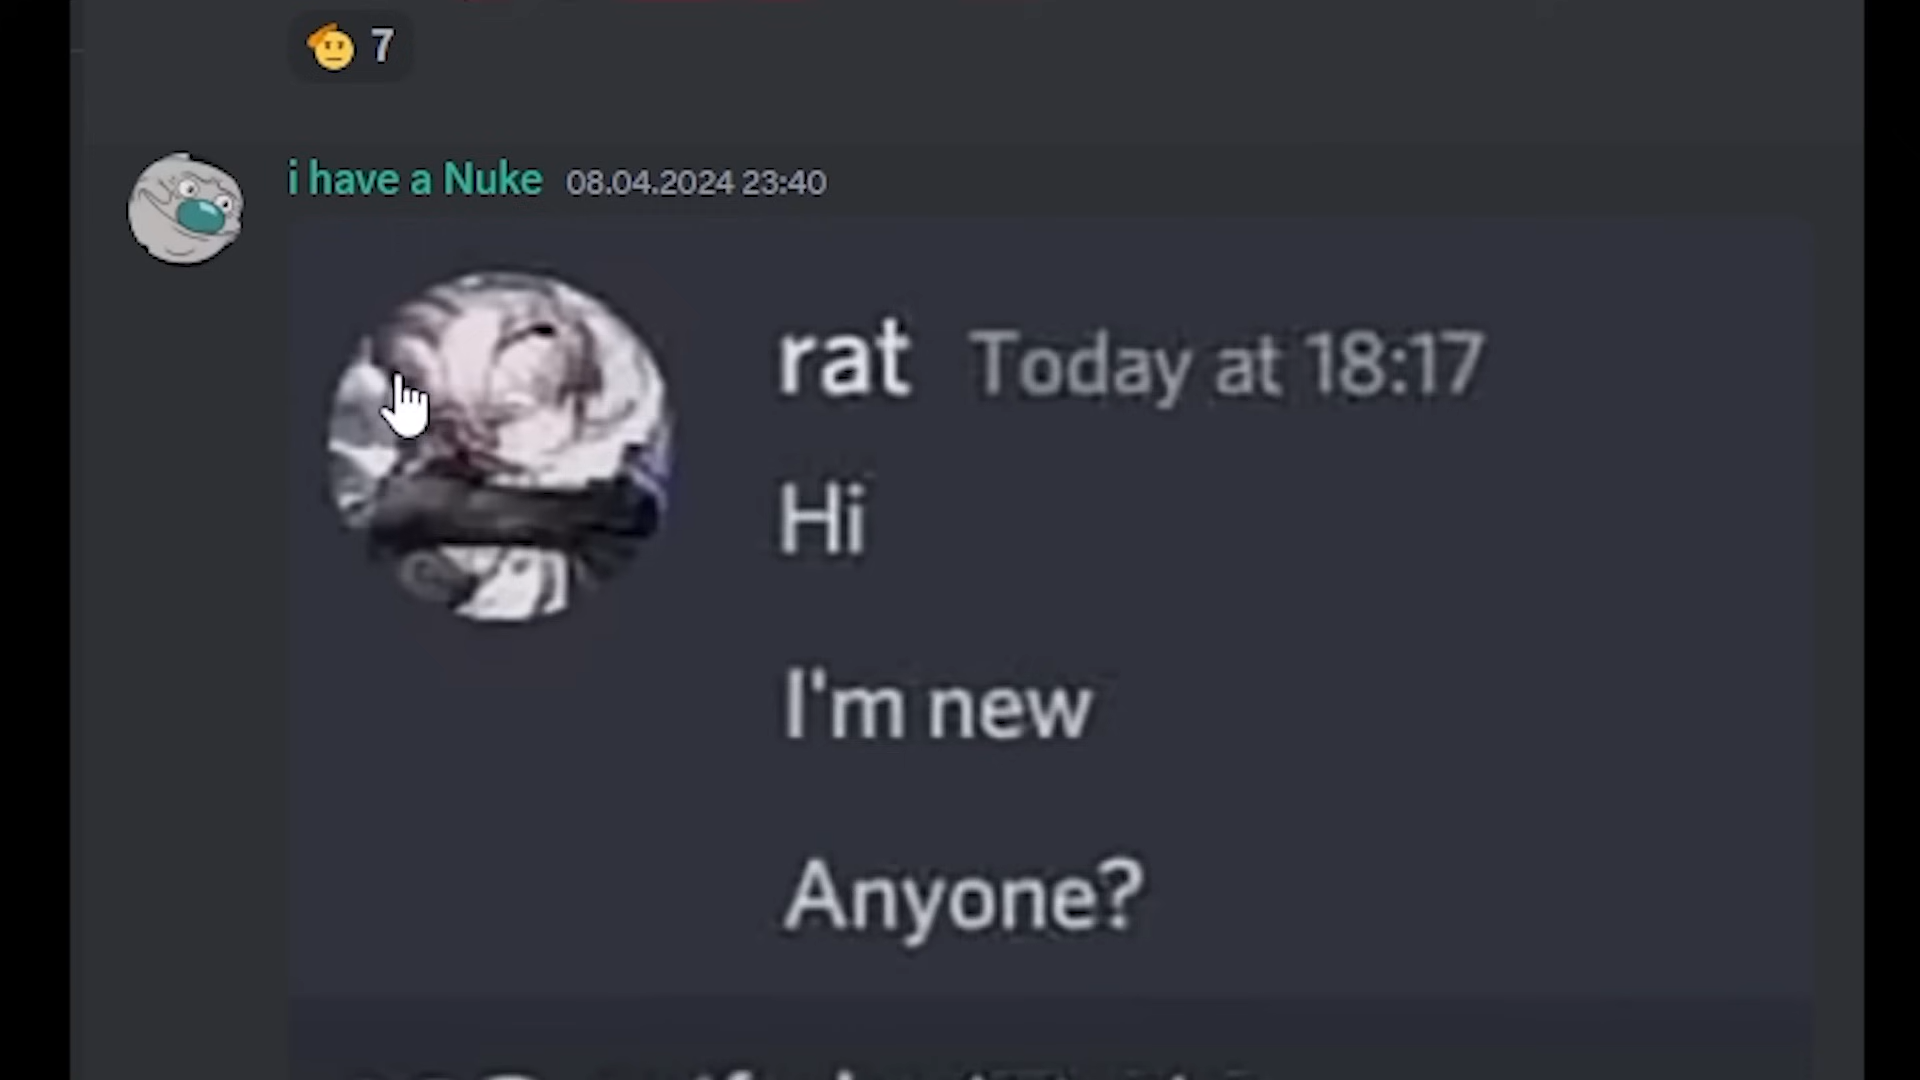 7
i have a Nuke 08.04.2024 23:40
rat Today at 18:17
Hi
I'm new
Anyone?